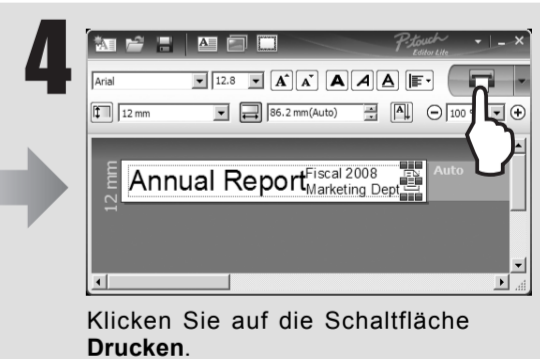 4
P-touch
Editor Lite
Arial 12.8 A A A A A
12 mm 86.2 mm(Auto) A 100
12 mm
Annual Report
Fiscal 2008
Marketing Dept
Auto
Klicken Sie auf die Schaltfläche
Drucken.